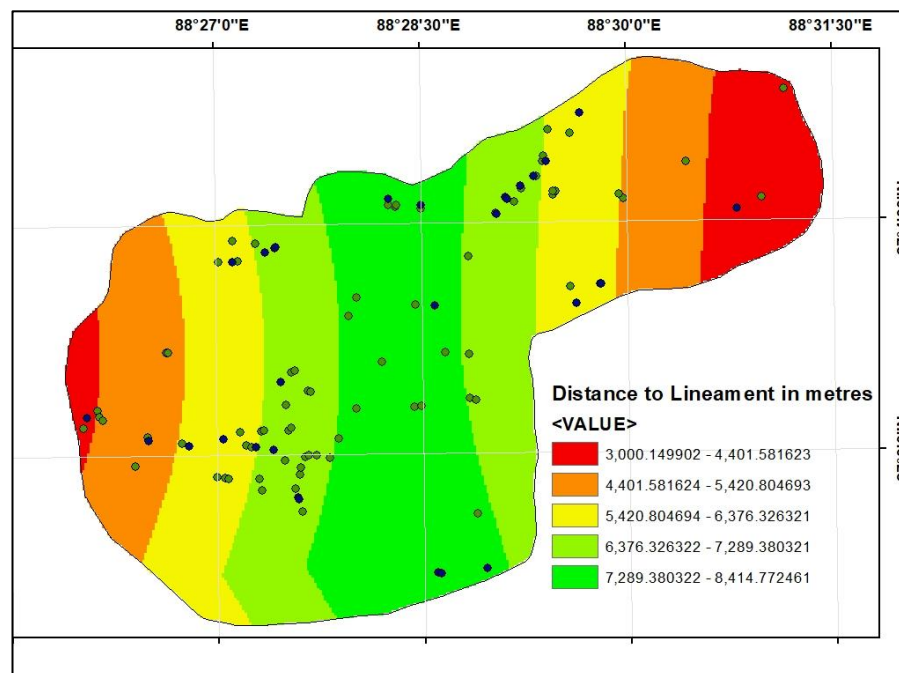 88°27'0"E 88°28'30"E 88°30'0"E 88°31'30"E
Distance to Lineament in metres
<VALUE>
3,000.149902 - 4,401.581623
4,401.581624 - 5,420.804693
5,420.804694 - 6,376.326321
6,376.326322 - 7,289.380321
7,289.380322 - 8,414.772461